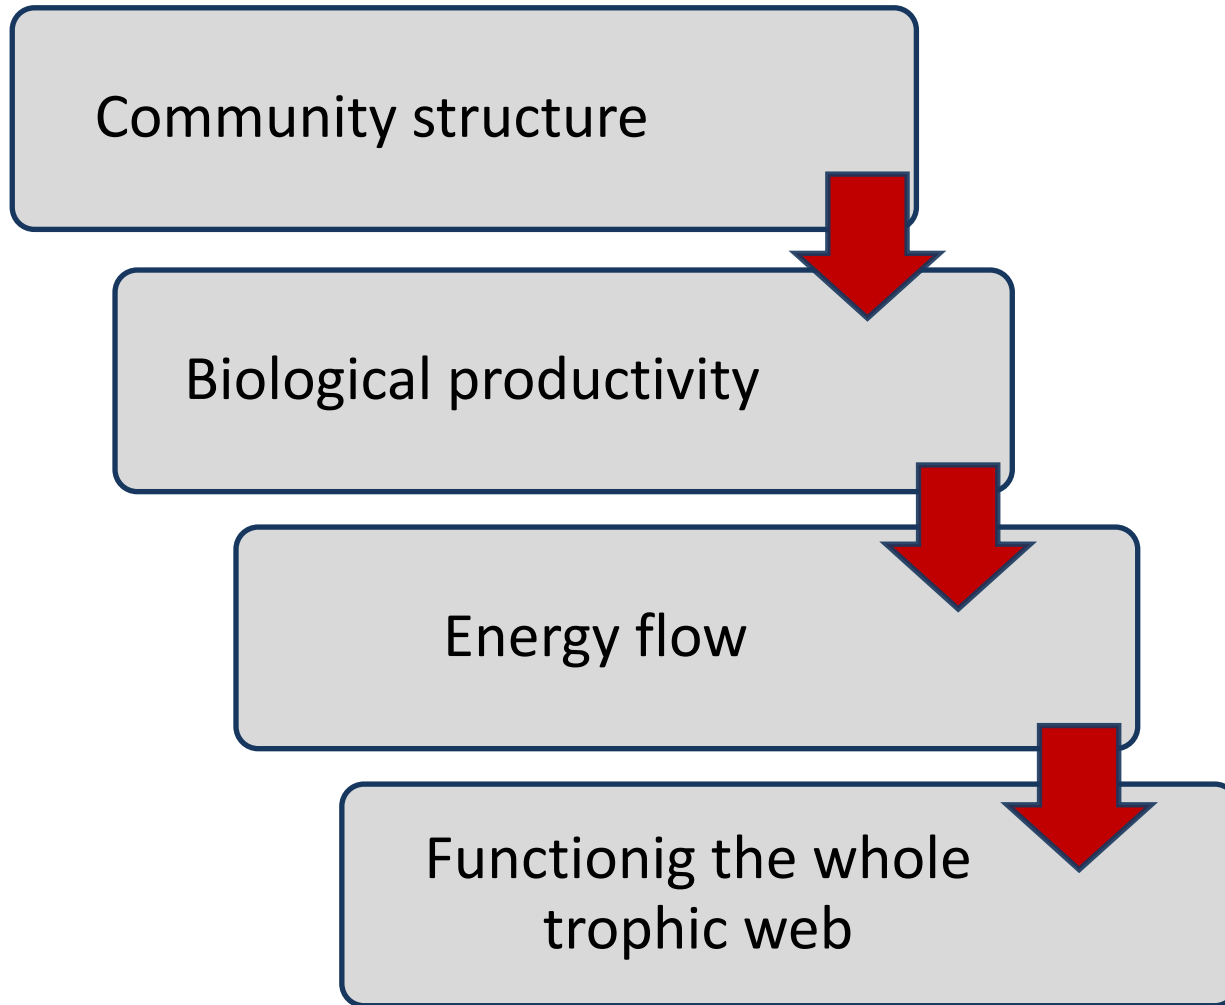 Community structure
Biological productivity
Energy flow
Functionig the whole
trophic web